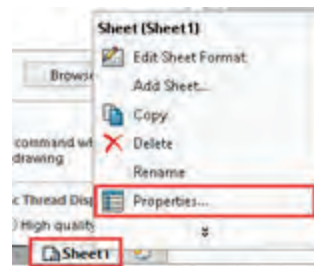 Sheet (Sheet1)
Edit Sheet Format
Add Sheet...
Browse
Copy
command wh
Delete
drawing
Rename
Thread Disp
Properties...
High quality
Sheet1